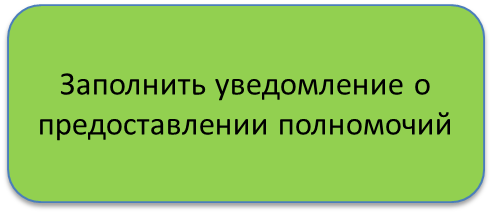 Заполнить уведомление о
предоставлении полномочий